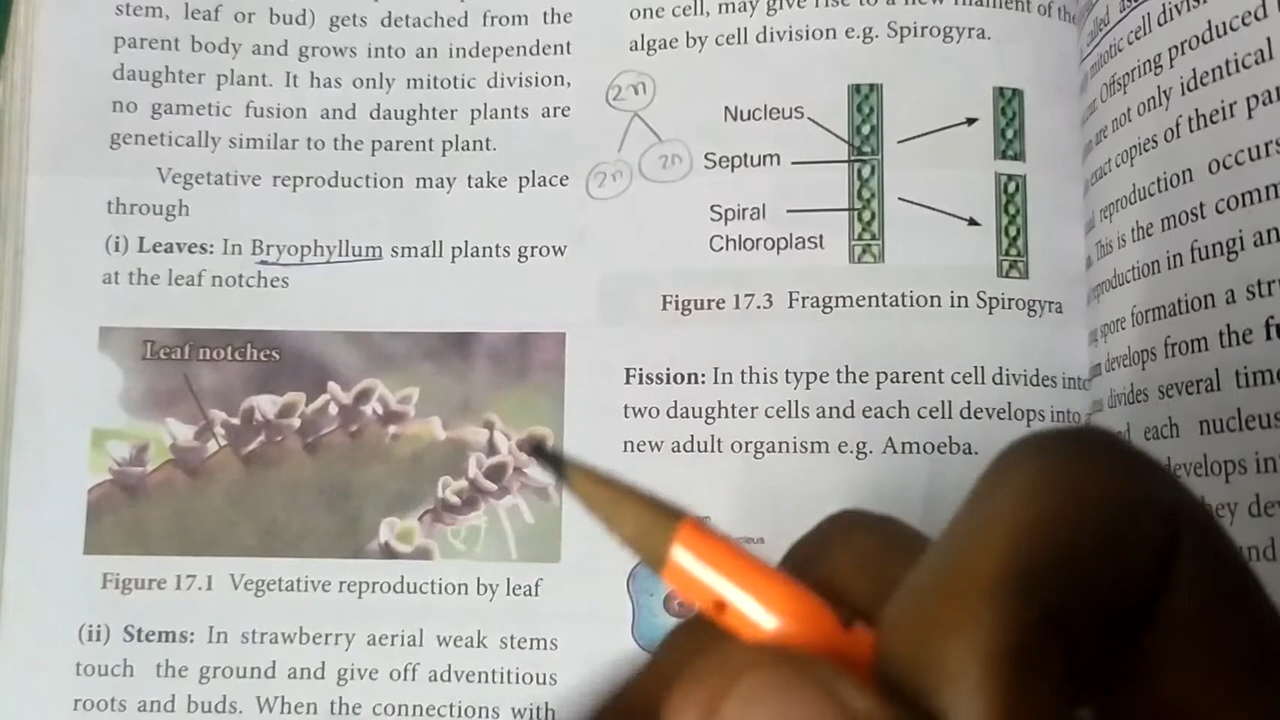 stem, leaf or bud) gets detached from the
parent body and grows into an independent
daughter plant. It has only mitotic division,
no gametic fusion and daughter plants are
genetically similar to the parent plant.
Vegetative reproduction may take place
through
(i) Leaves: In Bryophyllum small plants grow
at the leaf notches
Leaf notches
Figure 17.1 Vegetative reproduction by leaf
(ii) Stems: In strawberry aerial weak stems
touch the ground and give off adventitious
roots and buds. When the connections with
one cell, may give rise to a new filament of the
algae by cell division e.g. Spirogyra.
2n
2n
2n
Nucleus
Septum
Spiral
Chloroplast
Figure 17.3 Fragmentation in Spirogyra
Fission: In this type the parent cell divides into
two daughter cells and each cell develops into a
new adult organism e.g. Amoeba.
called
mitotic cell
Offspring produced
are not only identical
exact copies of their
reproduction occurs
This is the most
reproduction in fungi
spore formation a
develops from the
divides several
each nucleus
develops